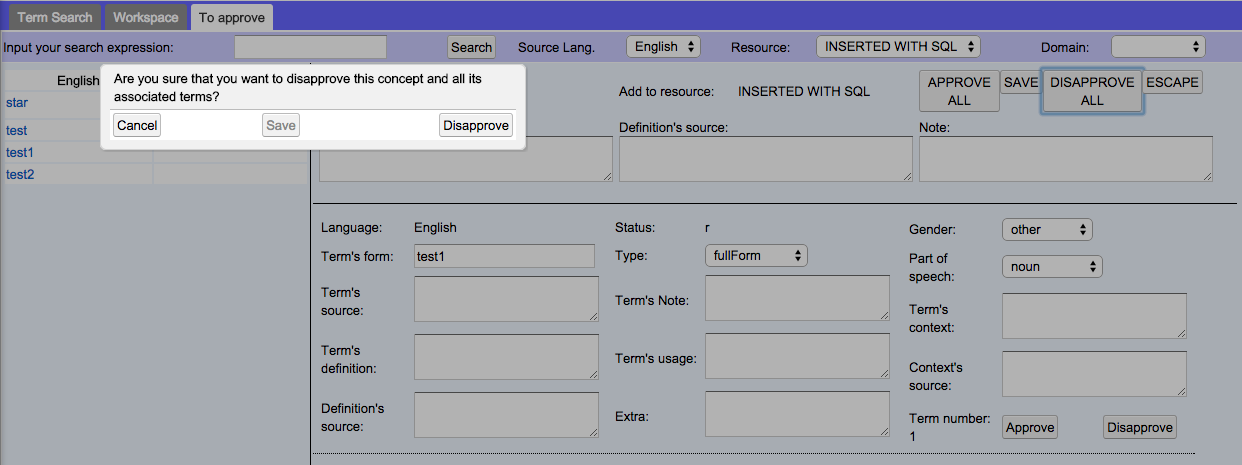 Term Search Workspace To approve
Input your search expression: Search Source Lang. English Resource: INSERTED WITH SQL Domain:
English
Are you sure that you want to disapprove this concept and all its
associated terms?
Cancel Save Disapprove
star
test
test1
test2
Add to resource: INSERTED WITH SQL
APPROVE
ALL
SAVE
DISAPPROVE
ALL
ESCAPE
Definition's source: Note:
Language: English Status: r Gender: other
Term's form: test1 Type: fullForm
Part of
speech:
noun
Term's
source:
Term's Note:
Term's
context:
Term's
definition:
Term's usage:
Context's
source:
Definition's
source:
Extra:
Term number:
1
Approve Disapprove